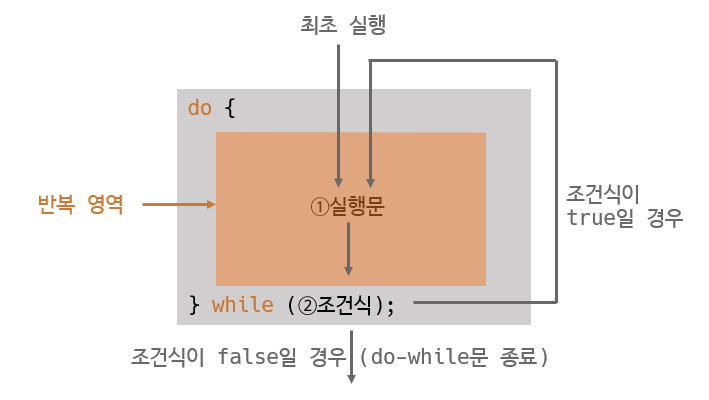 최초 실행
do {
반복 영역
①실행문
조건식이
true일 경우
} while (②조건식);
조건식이 false일 경우 (do-while문 종료)